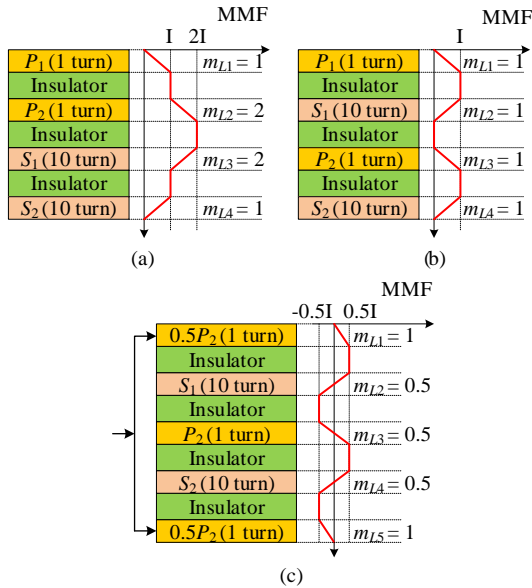 MMF
I 2I
P1 (1 turn) mL1 = 1
Insulator
P2 (1 turn) mL2 = 2
Insulator
S1 (10 turn) mL3 = 2
Insulator
S2 (10 turn) mL4 = 1
(a)
MMF
I
P1 (1 turn) mL1 = 1
Insulator
S1 (10 turn) mL2 = 1
Insulator
P2 (1 turn) mL3 = 1
Insulator
S2 (10 turn) mL4 = 1
(b)
MMF
-0.5I 0.5I
0.5P2 (1 turn) mL1 = 1
Insulator
S1 (10 turn) mL2 = 0.5
Insulator
P2 (1 turn) mL3 = 0.5
Insulator
S2 (10 turn) mL4 = 0.5
Insulator
0.5P2 (1 turn) mL5 = 1
(c)